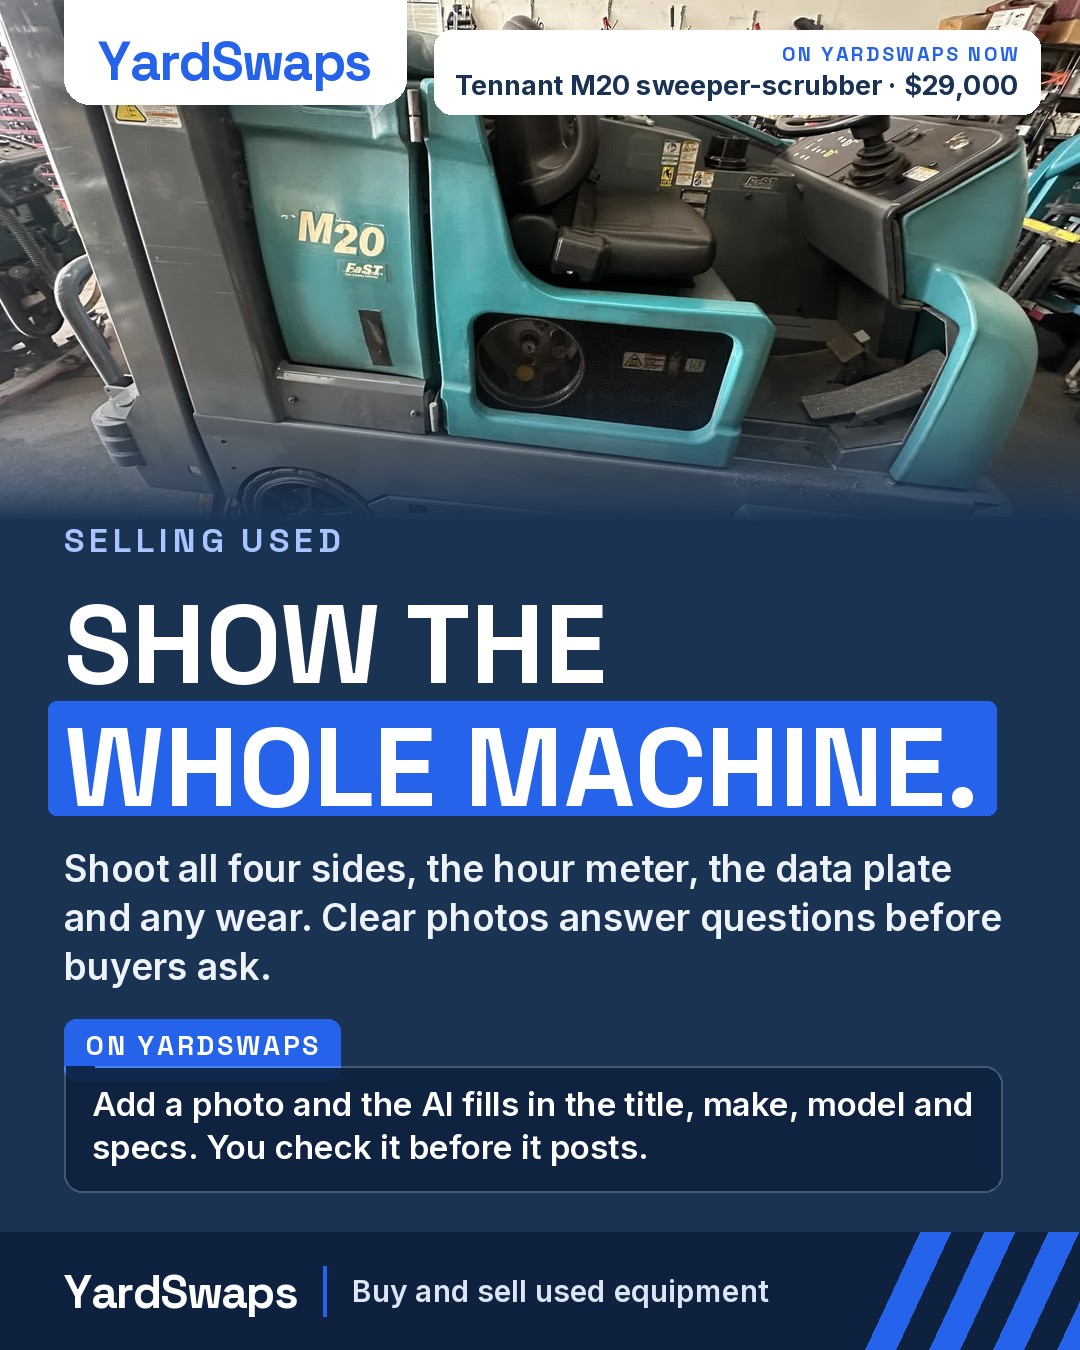 YardSwaps
ON YARDSWAPS NOW
Tennant M20 sweeper-scrubber · $29,000
M20
FaST
FaST
SELLING USED
SHOW THE
WHOLE MACHINE.
Shoot all four sides, the hour meter, the data plate
and any wear. Clear photos answer questions before
buyers ask.
ON YARDSWAPS
Add a photo and the AI fills in the title, make, model and
specs. You check it before it posts.
YardSwaps
Buy and sell used equipment